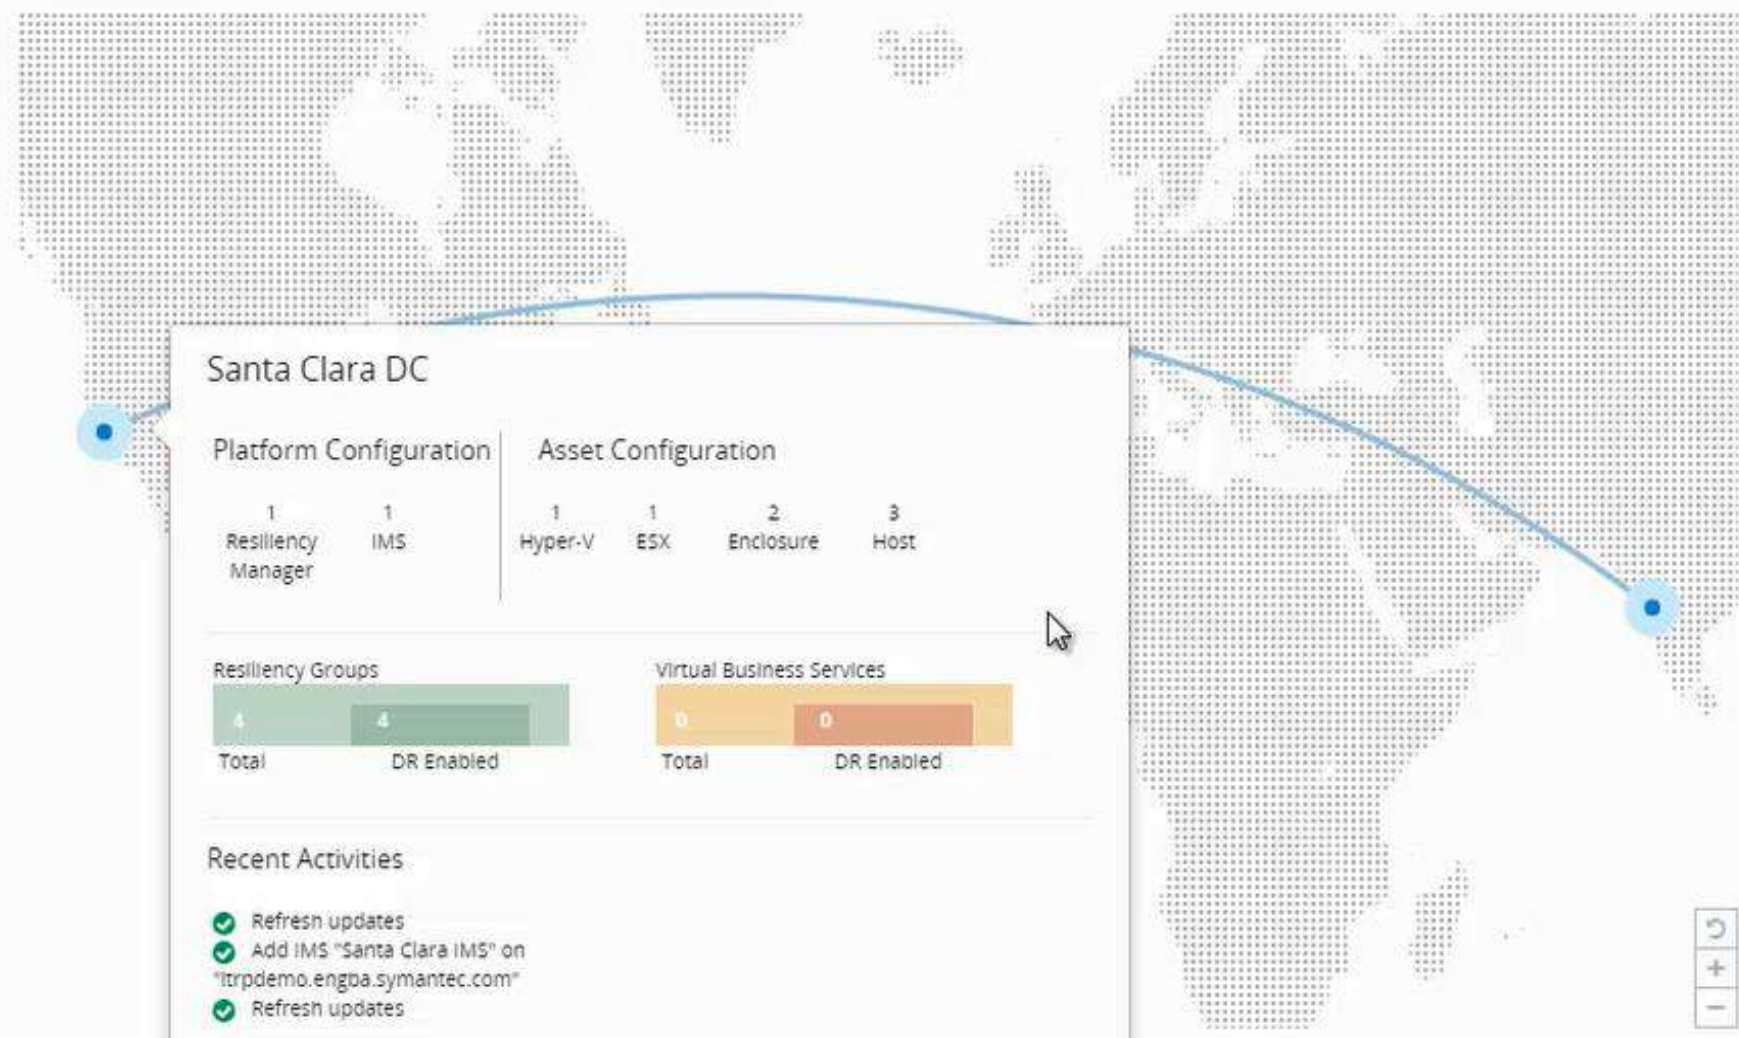 Santa Clara DC
Platform Configuration
Asset Configuration
1 1 1 1 2 3
Resiliency IMS Hyper-V ESX Enclosure Host
Manager
Resiliency Groups Virtual Business Services
4 4 0 0
Total DR Enabled Total DR Enabled
Recent Activities
Refresh updates
Add IMS "Santa Clara IMS" on
"itrpdemo.engba.symantec.com"
Refresh updates